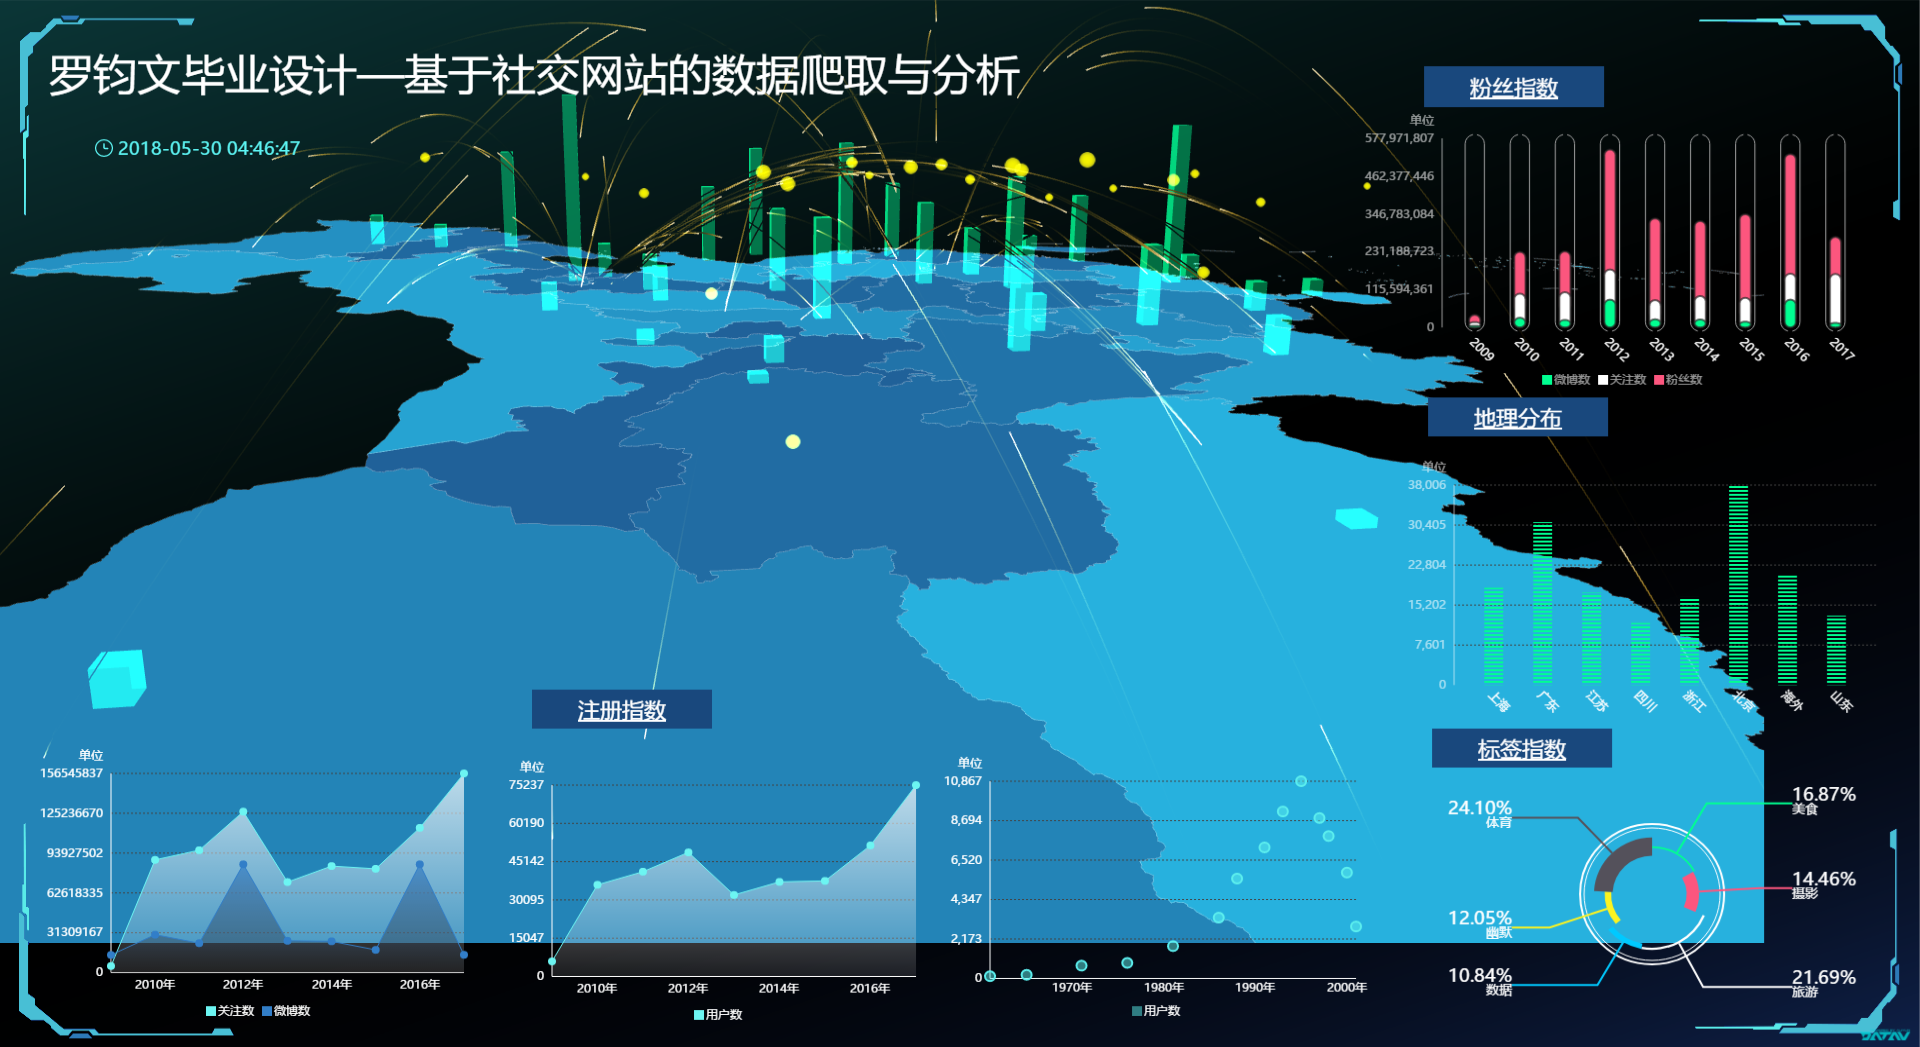 罗钧文毕业设计—基于社交网站的数据爬取与分析
2018-05-30 04:46:47
粉丝指数
单位
577,971,807
462,377,446
346,783,084
231,188,723
115,594,361
0
2009
2010
2011
2012
2013
2014
2015
2016
2017
微博数 关注数 粉丝数
地理分布
单位
38,006
30,405
22,804
15,202
7,601
0
上海
广东
江苏
四川
浙江
北京
海外
山东
标签指数
24.10%
体育
16.87%
美食
14.46%
摄影
12.05%
幽默
10.84%
数据
21.69%
旅游
注册指数
单位
156545837
125236670
93927502
62618335
31309167
0
2010年 2012年 2014年 2016年
关注数 微博数
单位
75237
60190
45142
30095
15047
0
2010年 2012年 2014年 2016年
用户数
单位
10,867
8,694
6,520
4,347
2,173
0
1970年 1980年 1990年 2000年
用户数
DATAV